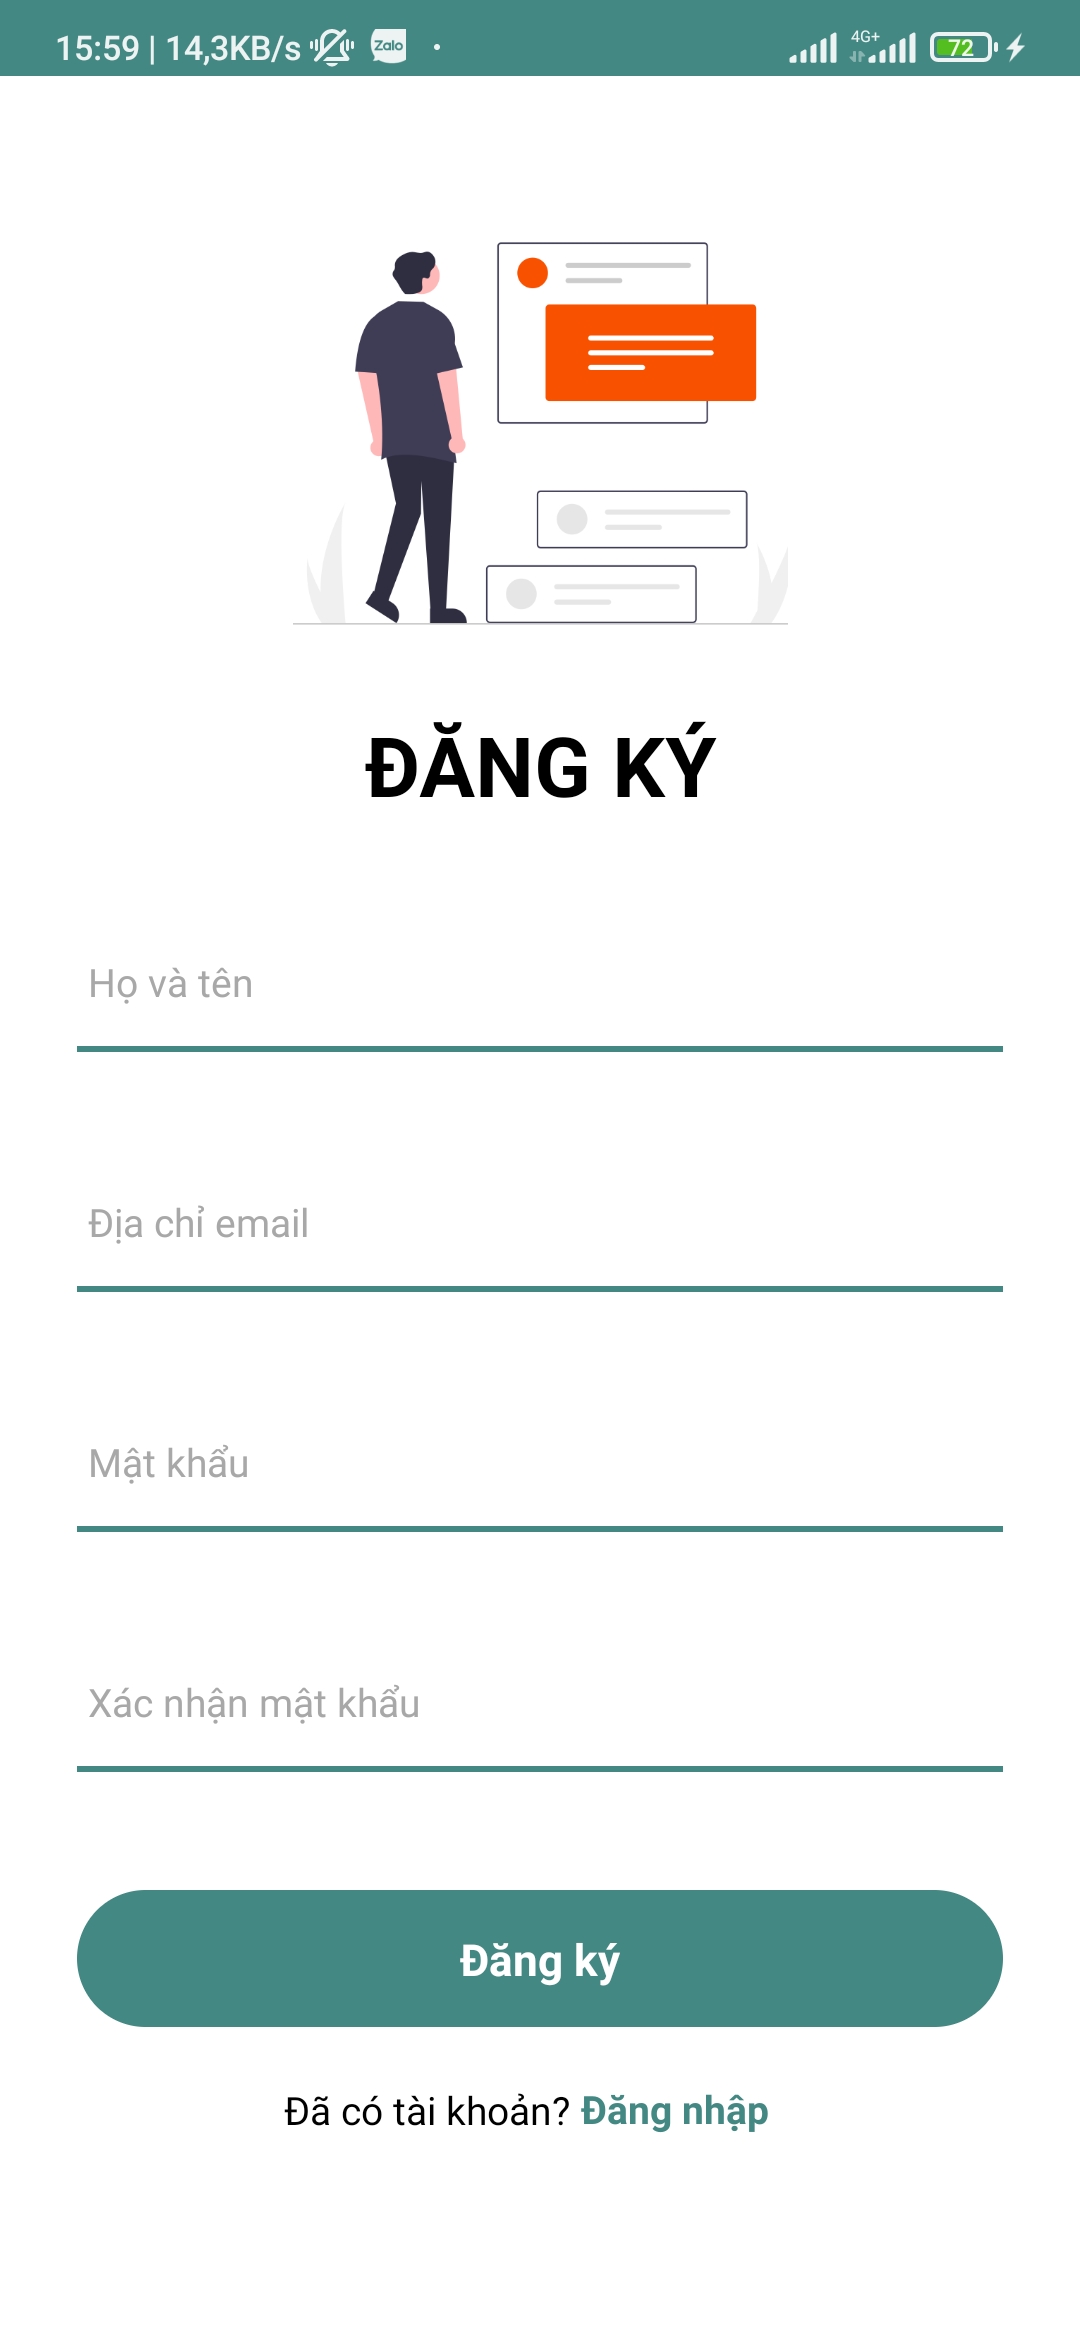 15:59 | 14,3KB/s Zalo 4G+ 72
ĐĂNG KÝ
Họ và tên
Địa chỉ email
Mật khẩu
Xác nhận mật khẩu
Đăng ký
Đã có tài khoản? Đăng nhập